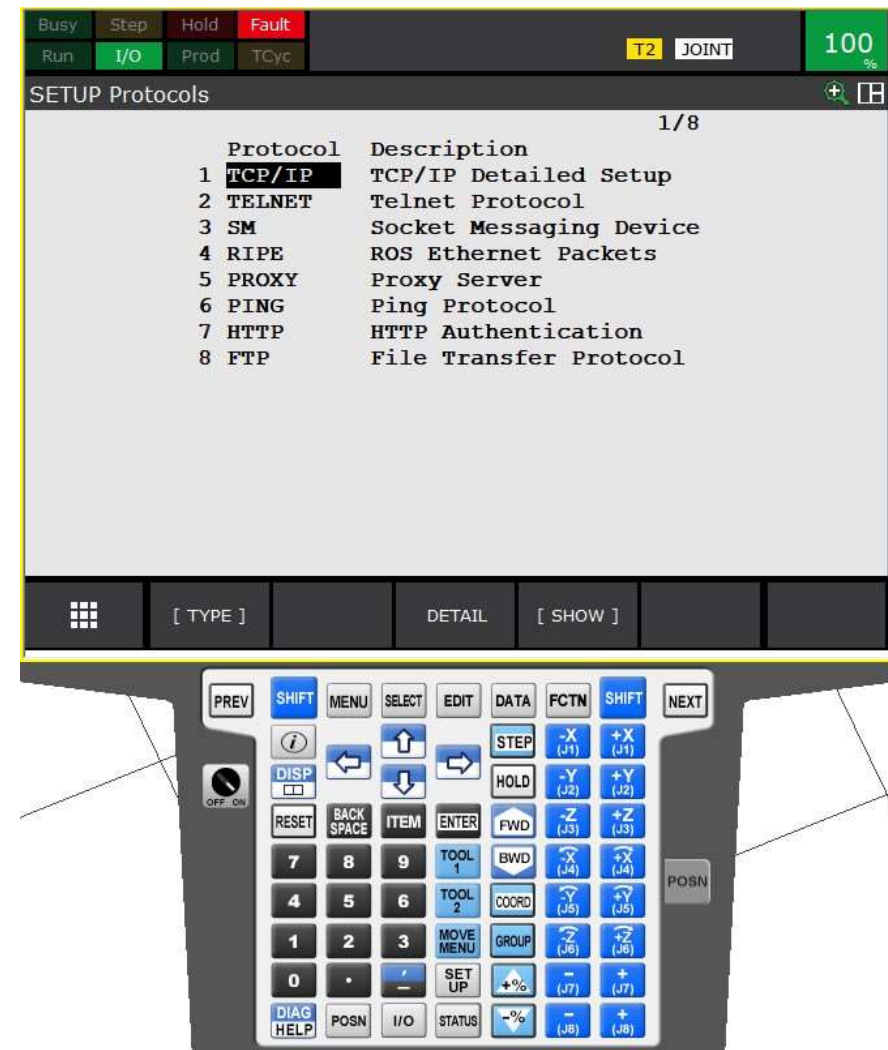 Busy Step Hold Fault
Run I/O Prod TCyc
T2 JOINT
100
%
SETUP Protocols
1/8
Protocol Description
1 TCP/IP TCP/IP Detailed Setup
2 TELNET Telnet Protocol
3 SM Socket Messaging Device
4 RIPE ROS Ethernet Packets
5 PROXY Proxy Server
6 PING Ping Protocol
7 HTTP HTTP Authentication
8 FTP File Transfer Protocol
[ TYPE ] DETAIL [ SHOW ]
PREV SHIFT MENU SELECT EDIT DATA FCTN SHIFT NEXT
i STEP -X (J1) +X (J1)
DISP HOLD -Y (J2) +Y (J2)
OFF ON
RESET BACK SPACE ITEM ENTER FWD -Z (J3) +Z (J3)
7 8 9 TOOL 1 BWD -X (J4) +X (J4)
POSN
4 5 6 TOOL 2 COORD -Y (J5) +Y (J5)
1 2 3 MOVE MENU GROUP -Z (J6) +Z (J6)
0 . , - SET UP +% - (J7) + (J7)
DIAG HELP POSN I/O STATUS -% - (J8) + (J8)